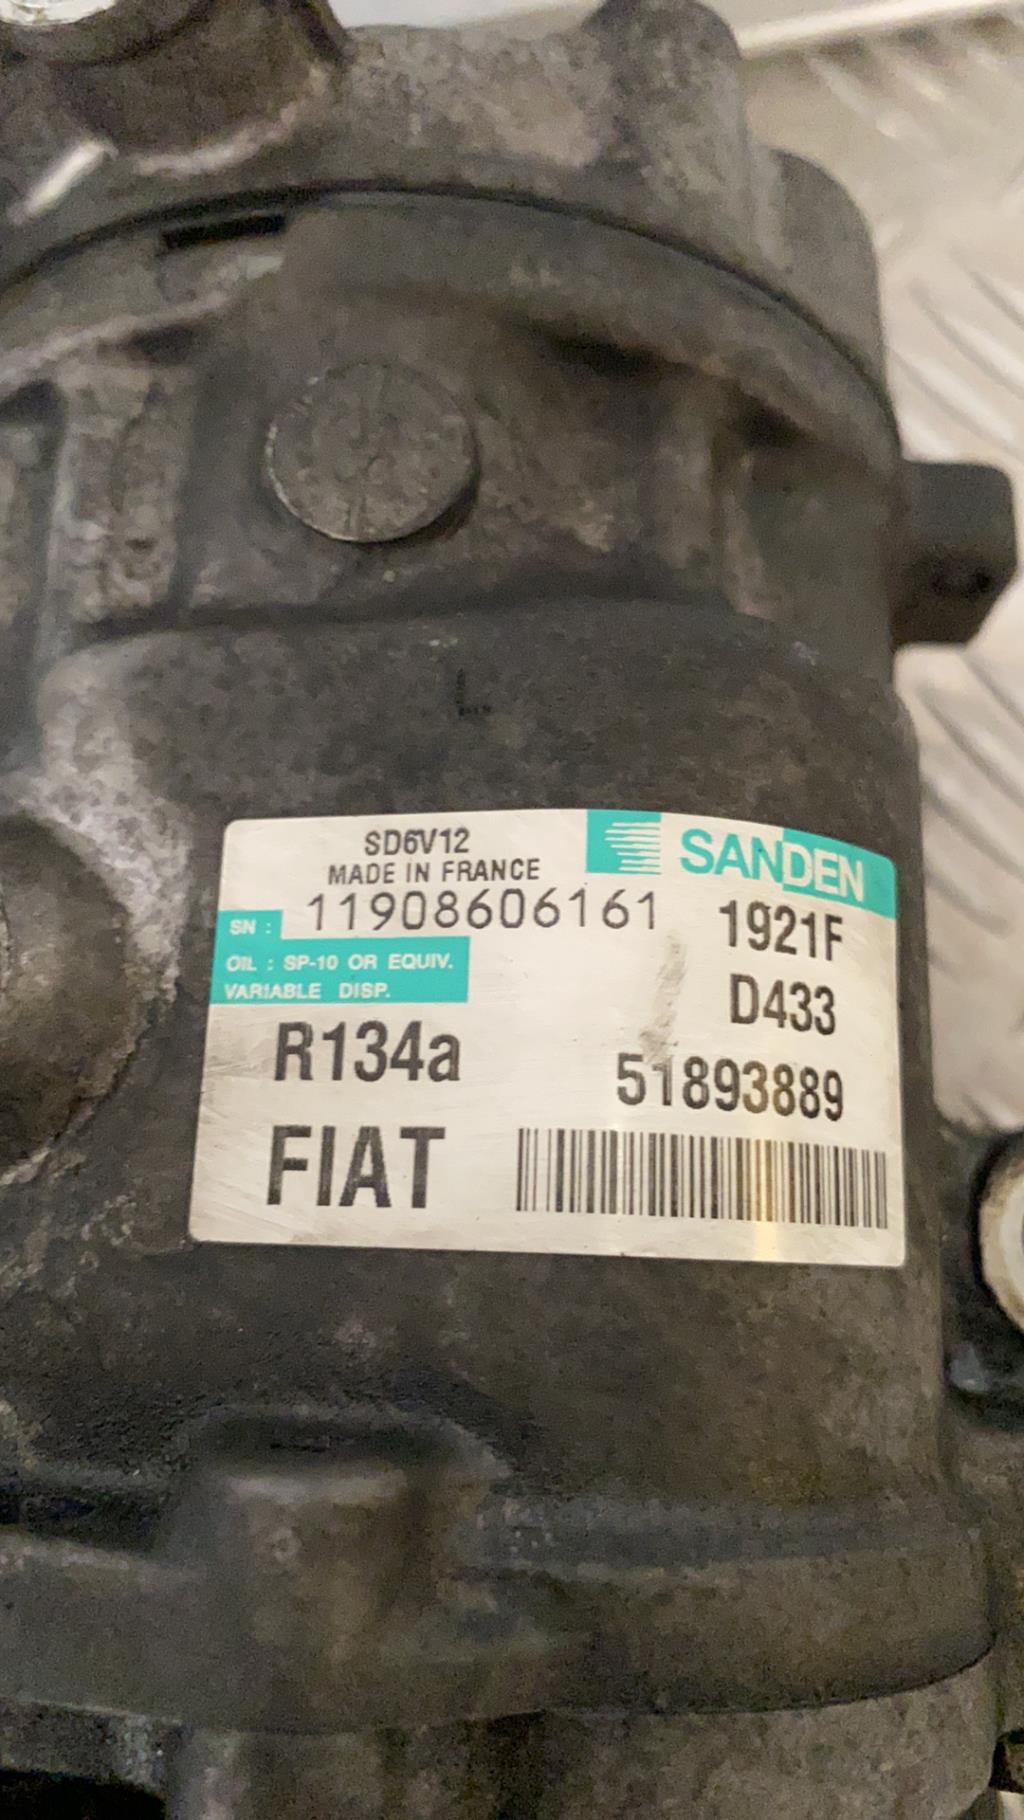 SD6V12
MADE IN FRANCE
SANDEN
SN : 11908606161
1921F
OIL : SP-10 OR EQUIV.
VARIABLE DISP.
D433
R134a
51893889
FIAT